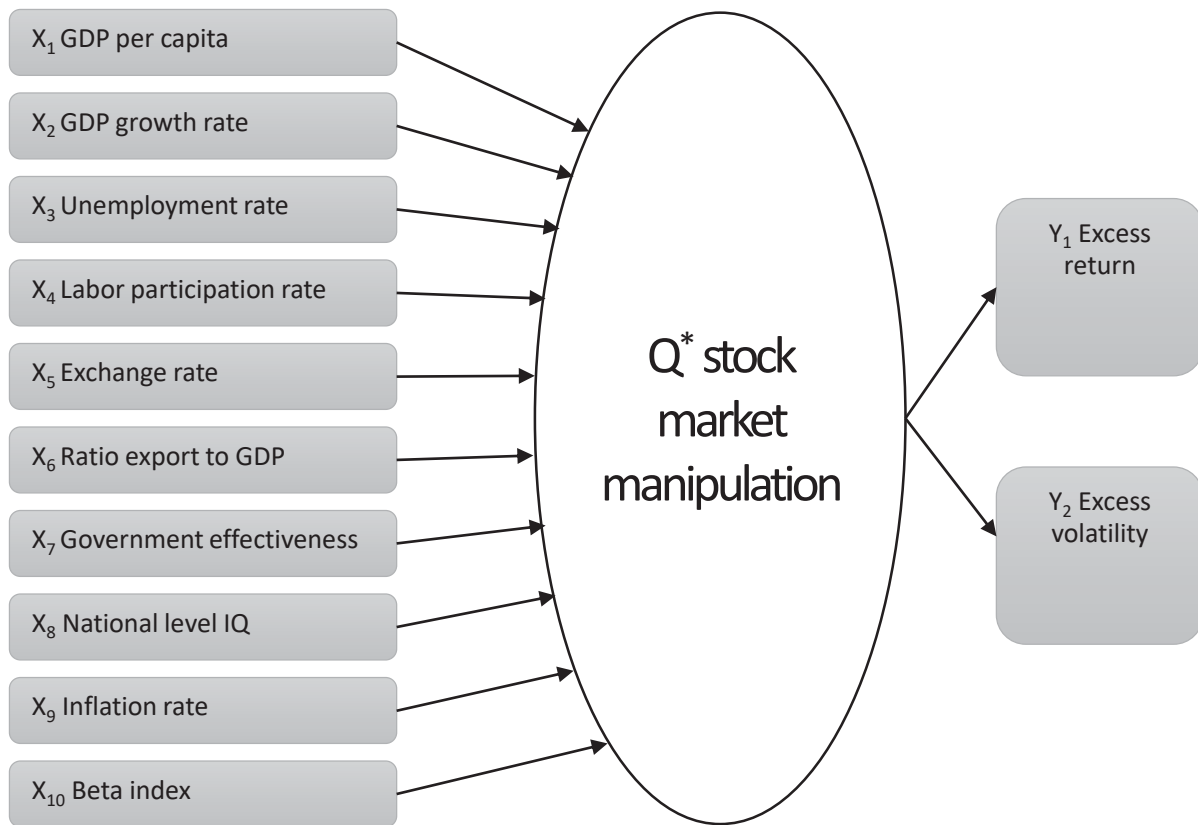 X₁ GDP per capita
X₂ GDP growth rate
X₃ Unemployment rate
X₄ Labor participation rate
X₅ Exchange rate
X₆ Ratio export to GDP
X₇ Government effectiveness
X₈ National level IQ
X₉ Inflation rate
X₁₀ Beta index
Q* stock
market
manipulation
Y₁ Excess
return
Y₂ Excess
volatility